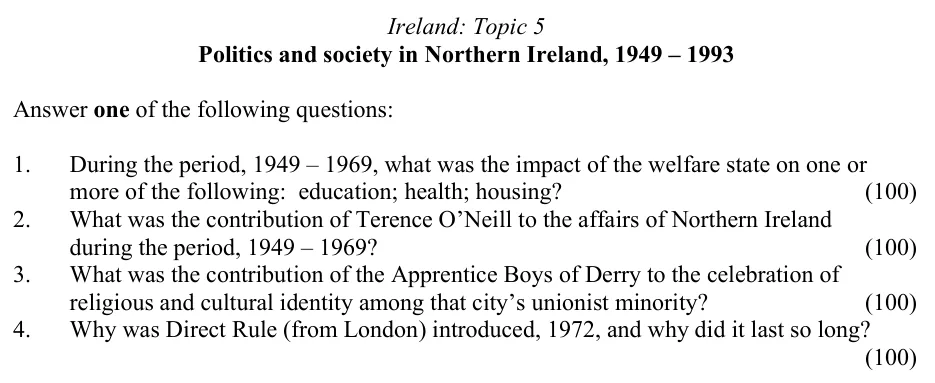 Ireland: Topic 5
Politics and society in Northern Ireland, 1949 – 1993
Answer one of the following questions:
1. During the period, 1949 – 1969, what was the impact of the welfare state on one or
more of the following: education; health; housing? (100)
2. What was the contribution of Terence O’Neill to the affairs of Northern Ireland
during the period, 1949 – 1969? (100)
3. What was the contribution of the Apprentice Boys of Derry to the celebration of
religious and cultural identity among that city’s unionist minority? (100)
4. Why was Direct Rule (from London) introduced, 1972, and why did it last so long?
(100)